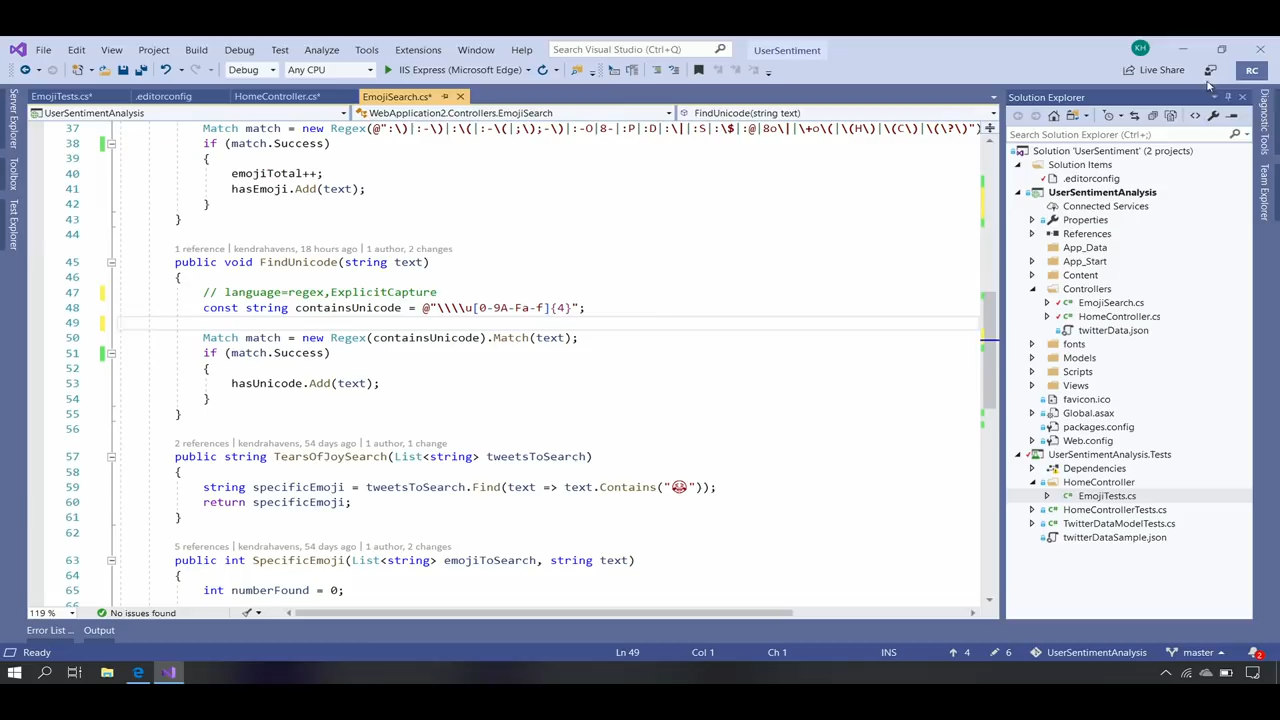 File Edit View Project Build Debug Test Analyze Tools Extensions Window Help Search Visual Studio (Ctrl+Q) UserSentiment KH
Debug Any CPU IIS Express (Microsoft Edge) Live Share RC
EmojiTests.cs* .editorconfig HomeController.cs* EmojiSearch.cs* Solution Explorer
UserSentimentAnalysis WebApplication2.Controllers.EmojiSearch FindUnicode(string text)
Server Explorer
Toolbox
Test Explorer
37 Match match = new Regex(@":\)|:-\)|:\(|:-\(|;\);-\)|:-O|8-|:P|:D|:\||:S|:\$|:@|8o\||\+o\(|\(H\)|\(C\)|\(\?\)")
38 if (match.Success)
39 {
40 emojiTotal++;
41 hasEmoji.Add(text);
42 }
43 }
44
1 reference | kendrahavens, 18 hours ago | 1 author, 2 changes
45 public void FindUnicode(string text)
46 {
47 // language=regex,ExplicitCapture
48 const string containsUnicode = @"\\\\u[0-9A-Fa-f]{4}";
49
50 Match match = new Regex(containsUnicode).Match(text);
51 if (match.Success)
52 {
53 hasUnicode.Add(text);
54 }
55 }
56
2 references | kendrahavens, 54 days ago | 1 author, 1 change
57 public string TearsOfJoySearch(List<string> tweetsToSearch)
58 {
59 string specificEmoji = tweetsToSearch.Find(text => text.Contains("😂"));
60 return specificEmoji;
61 }
62
5 references | kendrahavens, 54 days ago | 1 author, 2 changes
63 public int SpecificEmoji(List<string> emojiToSearch, string text)
64 {
65 int numberFound = 0;
66
119 % No issues found
Search Solution Explorer (Ctrl+;)
Solution 'UserSentiment' (2 projects)
Solution Items
.editorconfig
UserSentimentAnalysis
Connected Services
Properties
References
App_Data
App_Start
Content
Controllers
EmojiSearch.cs
HomeController.cs
twitterData.json
fonts
Models
Scripts
Views
favicon.ico
Global.asax
packages.config
Web.config
UserSentimentAnalysis.Tests
Dependencies
HomeController
EmojiTests.cs
HomeControllerTests.cs
TwitterDataModelTests.cs
twitterDataSample.json
Diagnostic Tools
Team Explorer
Error List ... Output
Ready Ln 49 Col 1 Ch 1 INS 4 6 UserSentimentAnalysis master 2